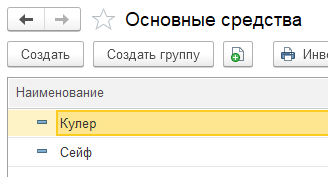 Основные средства
Создать Создать группу Инве
Наименование
Кулер
Сейф